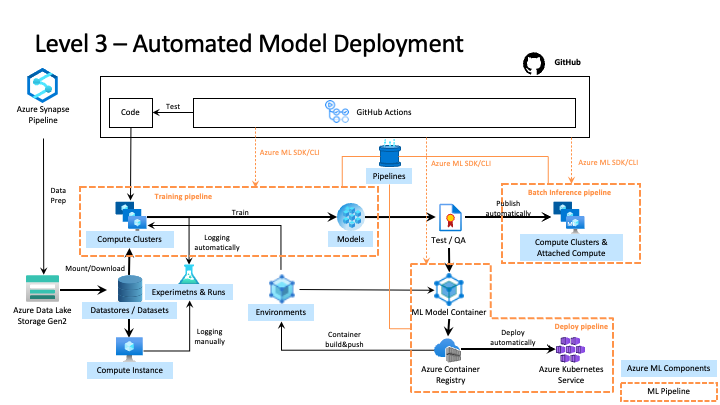 Level 3 – Automated Model Deployment
GitHub
Azure Synapse
Pipeline
Code
Test
GitHub Actions
Azure ML SDK/CLI
Azure ML SDK/CLI
Azure ML SDK/CLI
Pipelines
Data
Prep
Training pipeline
Batch Inference pipeline
Train
Publish
automatically
Compute Clusters
Logging
automatically
Models
Test / QA
Compute Clusters &
Attached Compute
Mount/Download
Azure Data Lake
Storage Gen2
Datastores / Datasets
Experimetns & Runs
Environments
ML Model Container
Deploy pipeline
Logging
manually
Container
build&push
Deploy
automatically
Compute Instance
Azure Container
Registry
Azure Kubernetes
Service
Azure ML Components
ML Pipeline